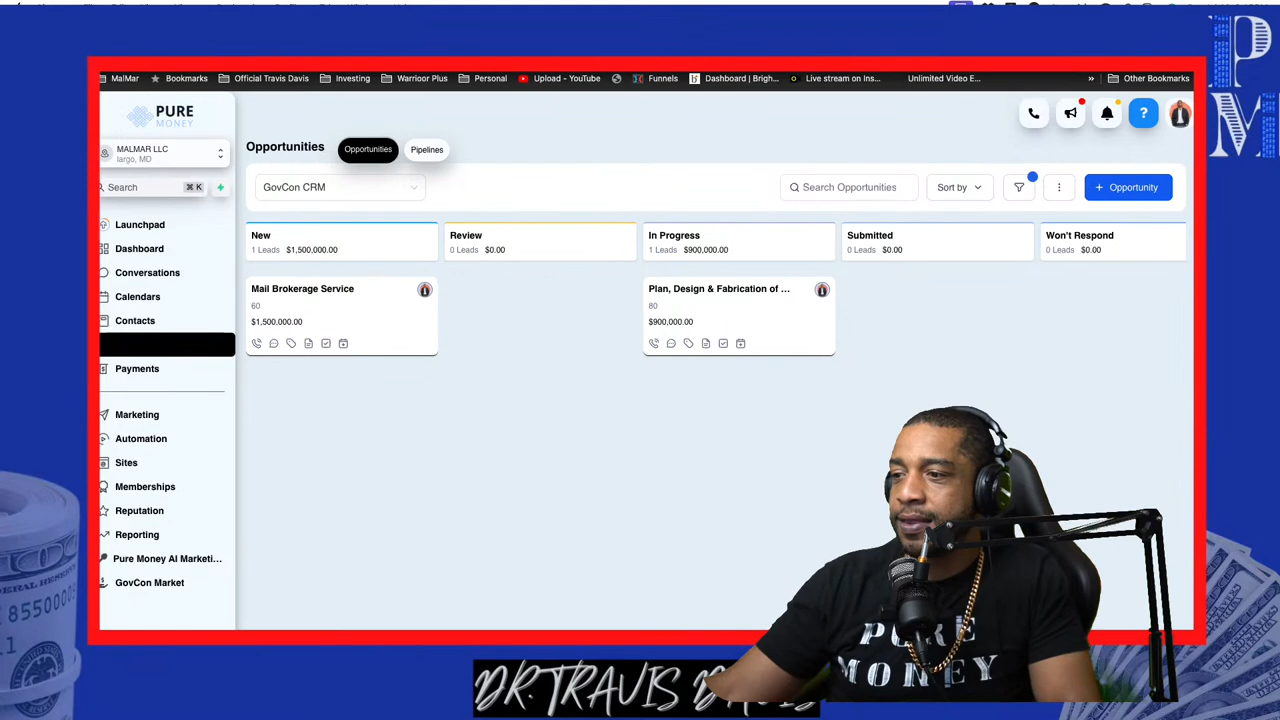 MalMar
Bookmarks
Official Travis Davis
Investing
Warrioor Plus
Personal
Upload - YouTube
Funnels
Dashboard | Brigh...
Live stream on Ins...
Unlimited Video E...
»
Other Bookmarks
PM
PURE
MONEY
MALMAR LLC
largo, MD
Search
⌘ K
Launchpad
Dashboard
Conversations
Calendars
Contacts
Payments
Marketing
Automation
Sites
Memberships
Reputation
Reporting
Pure Money AI Marketi...
GovCon Market
Opportunities
Opportunities
Pipelines
?
GovCon CRM
Search Opportunities
Sort by
+ Opportunity
New
1 Leads $1,500,000.00
Mail Brokerage Service
60
$1,500,000.00
Review
0 Leads $0.00
In Progress
1 Leads $900,000.00
Plan, Design & Fabrication of ...
80
$900,000.00
Submitted
0 Leads $0.00
Won't Respond
0 Leads $0.00
PURE
MONEY
DR. TRAVIS